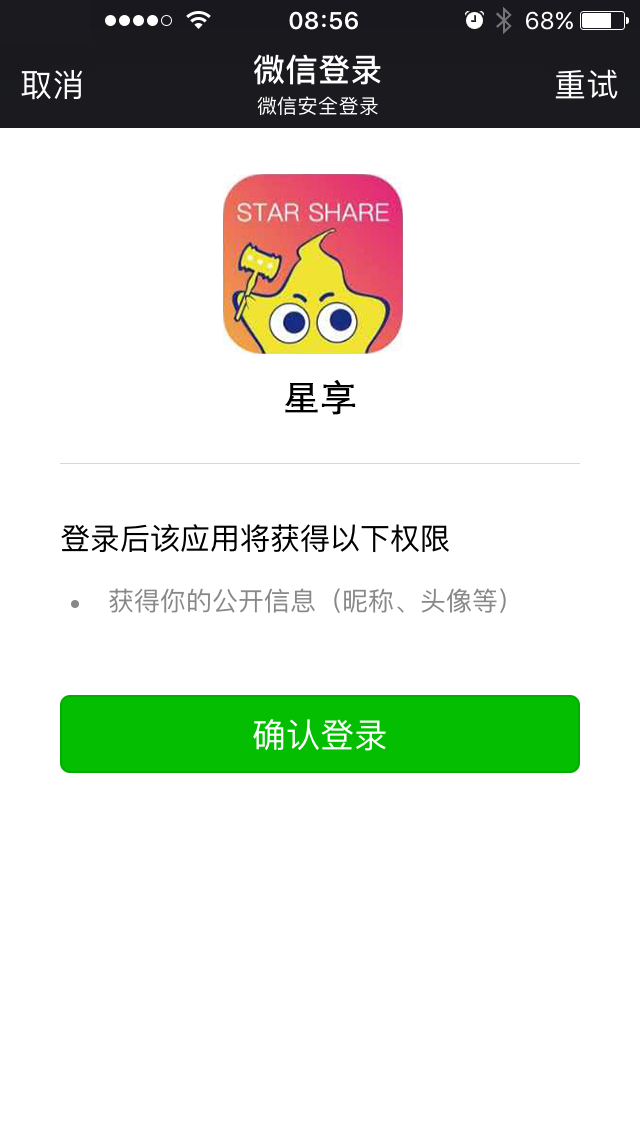 08:56
68%
取消
微信登录
重试
微信安全登录
STAR SHARE
星享
登录后该应用将获得以下权限
获得你的公开信息（昵称、头像等）
确认登录